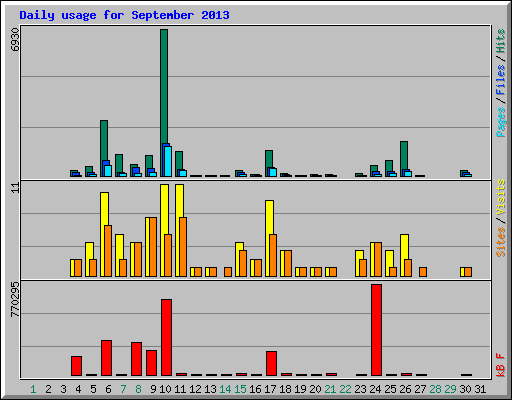 Daily usage for September 2013
6930
Pages / Files / Hits
11
Sites / Visits
770295
kB F
1 2 3 4 5 6 7 8 9 10 11 12 13 14 15 16 17 18 19 20 21 22 23 24 25 26 27 28 29 30 31